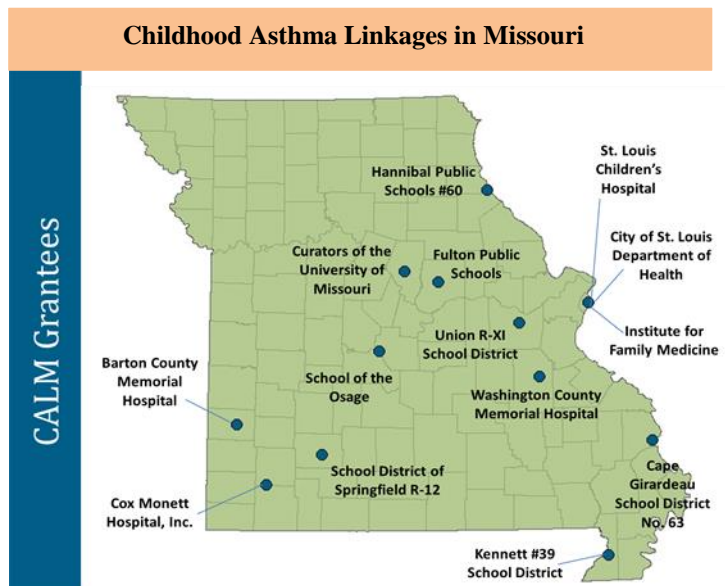 Childhood Asthma Linkages in Missouri
CALM Grantees
Hannibal Public
Schools #60
St. Louis
Children's
Hospital
City of St. Louis
Department of
Health
Institute for
Family Medicine
Curators of the
University of
Missouri
Fulton Public
Schools
Union R-XI
School District
Barton County
Memorial
Hospital
School of the
Osage
Washington County
Memorial Hospital
School District of
Springfield R-12
Cape
Girardeau
School District
No. 63
Cox Monett
Hospital, Inc.
Kennett #39
School District